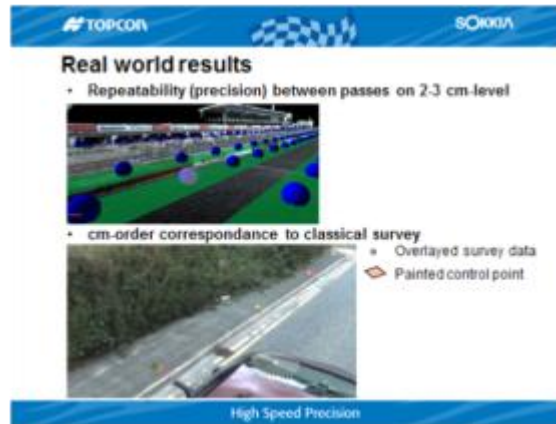 TOPCON
SOKKIA
Real world results
• Repeatability (precision) between passes on 2-3 cm-level
• cm-order correspondance to classical survey
Overlayed survey data
Painted control point
High Speed Precision